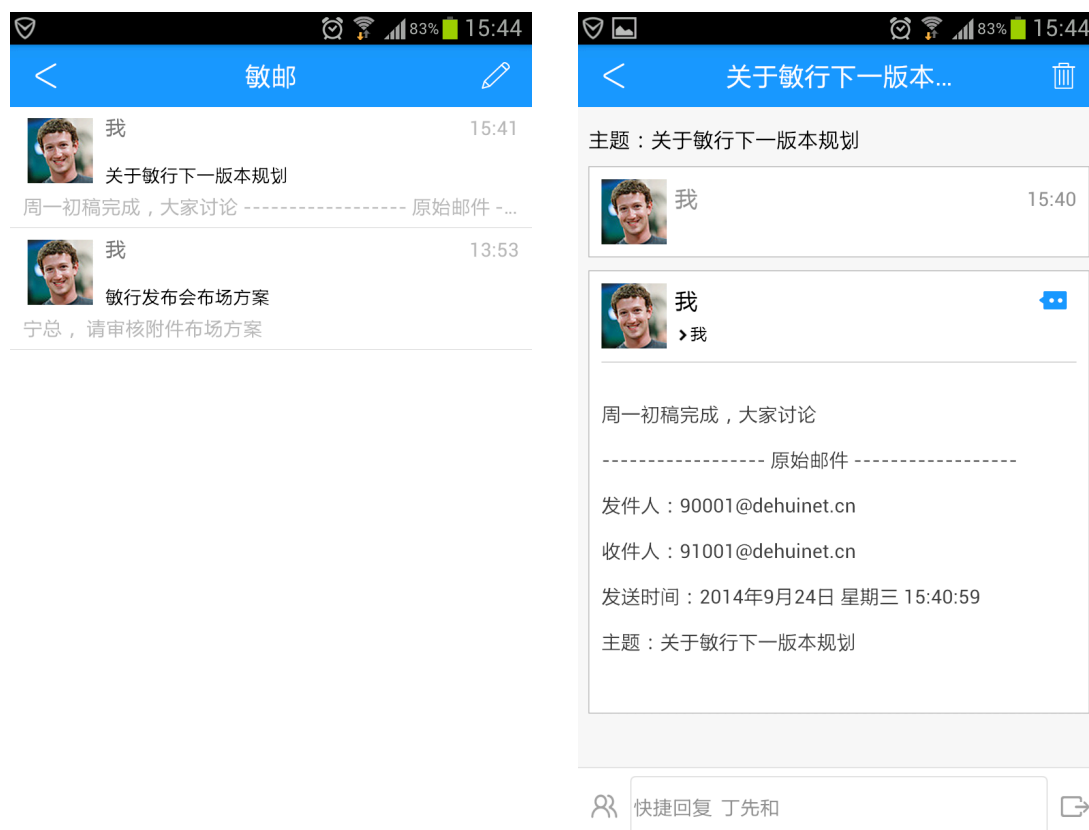 83% 15:44
敏邮
我 15:41
关于敏行下一版本规划
周一初稿完成，大家讨论 ------------------ 原始邮件 -...
我 13:53
敏行发布会布场方案
宁总，请审核附件布场方案
83% 15:44
关于敏行下一版本...
主题：关于敏行下一版本规划
我 15:40
我
>我
周一初稿完成，大家讨论
------------------ 原始邮件 ------------------
发件人：90001@dehuinet.cn
收件人：91001@dehuinet.cn
发送时间：2014年9月24日 星期三 15:40:59
主题：关于敏行下一版本规划
快捷回复 丁先和